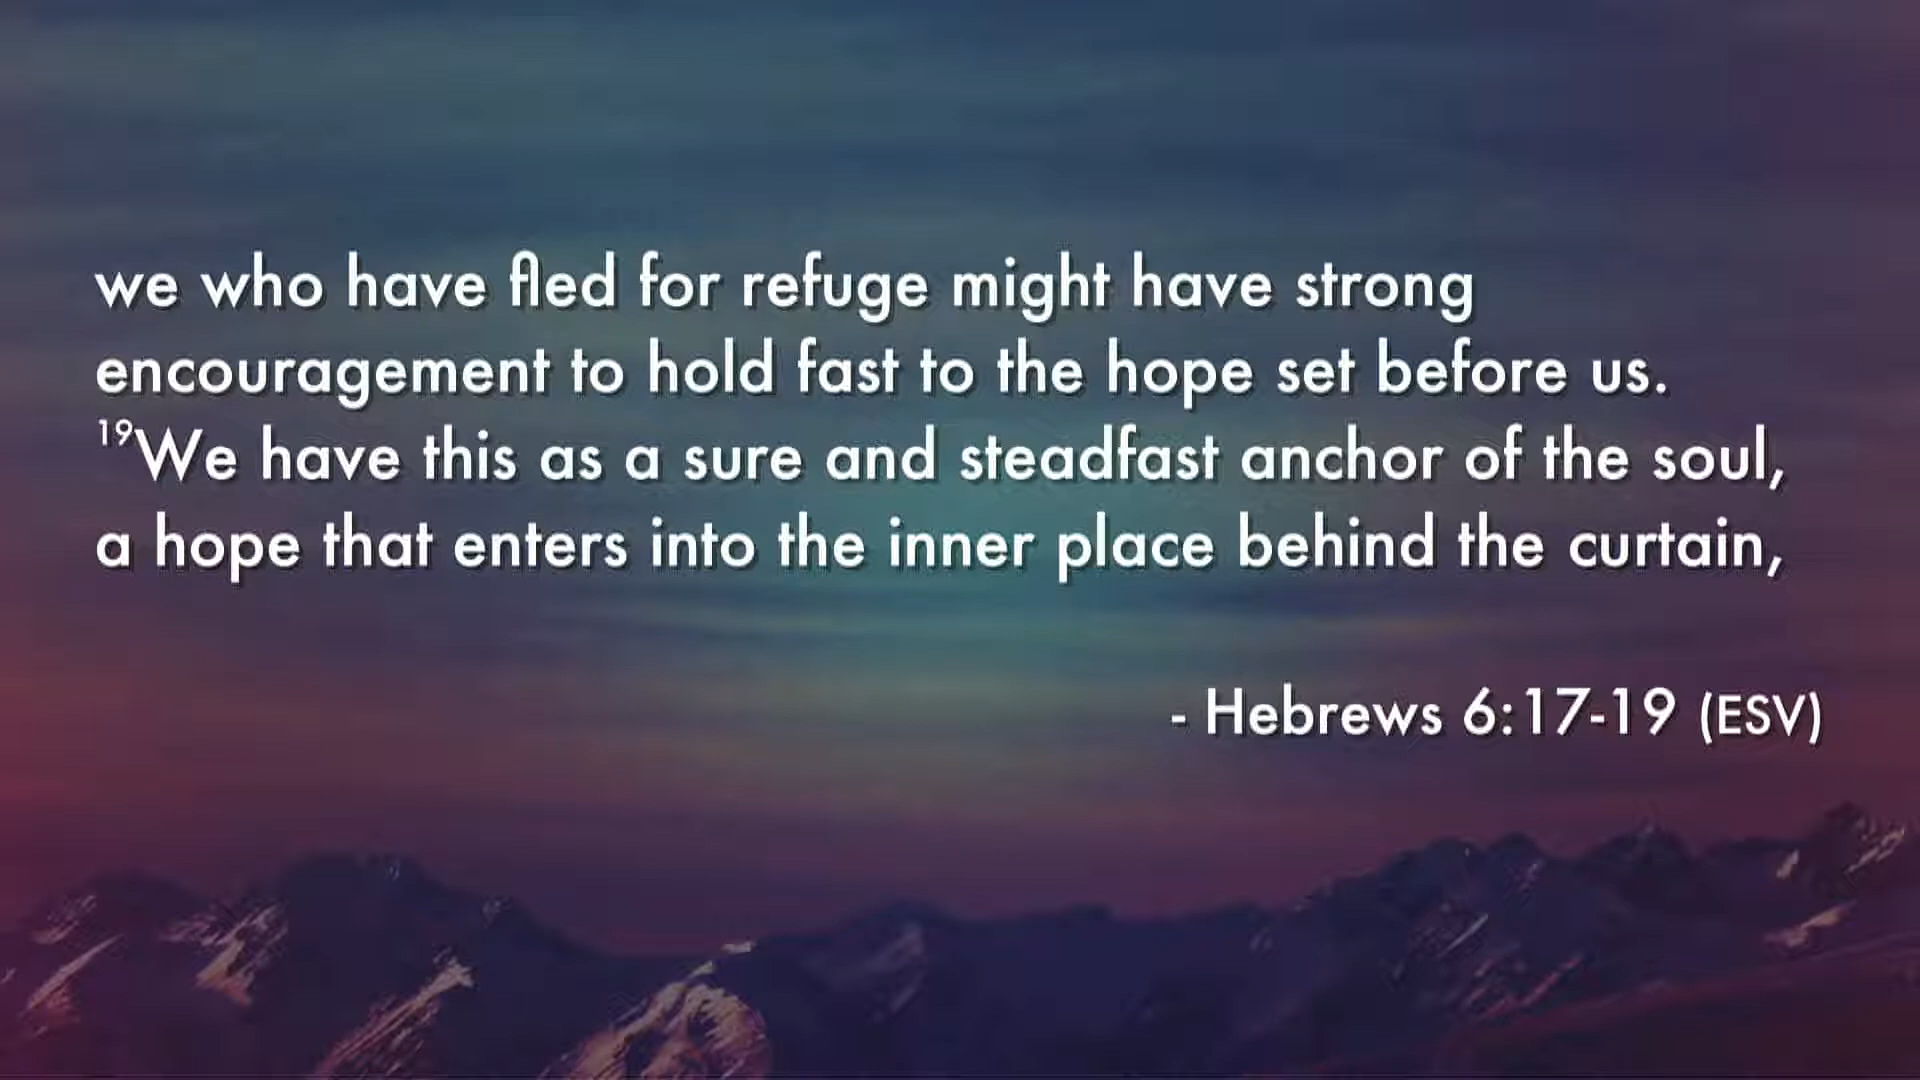 we who have fled for refuge might have strong
encouragement to hold fast to the hope set before us.
19We have this as a sure and steadfast anchor of the soul,
a hope that enters into the inner place behind the curtain,
- Hebrews 6:17-19 (ESV)